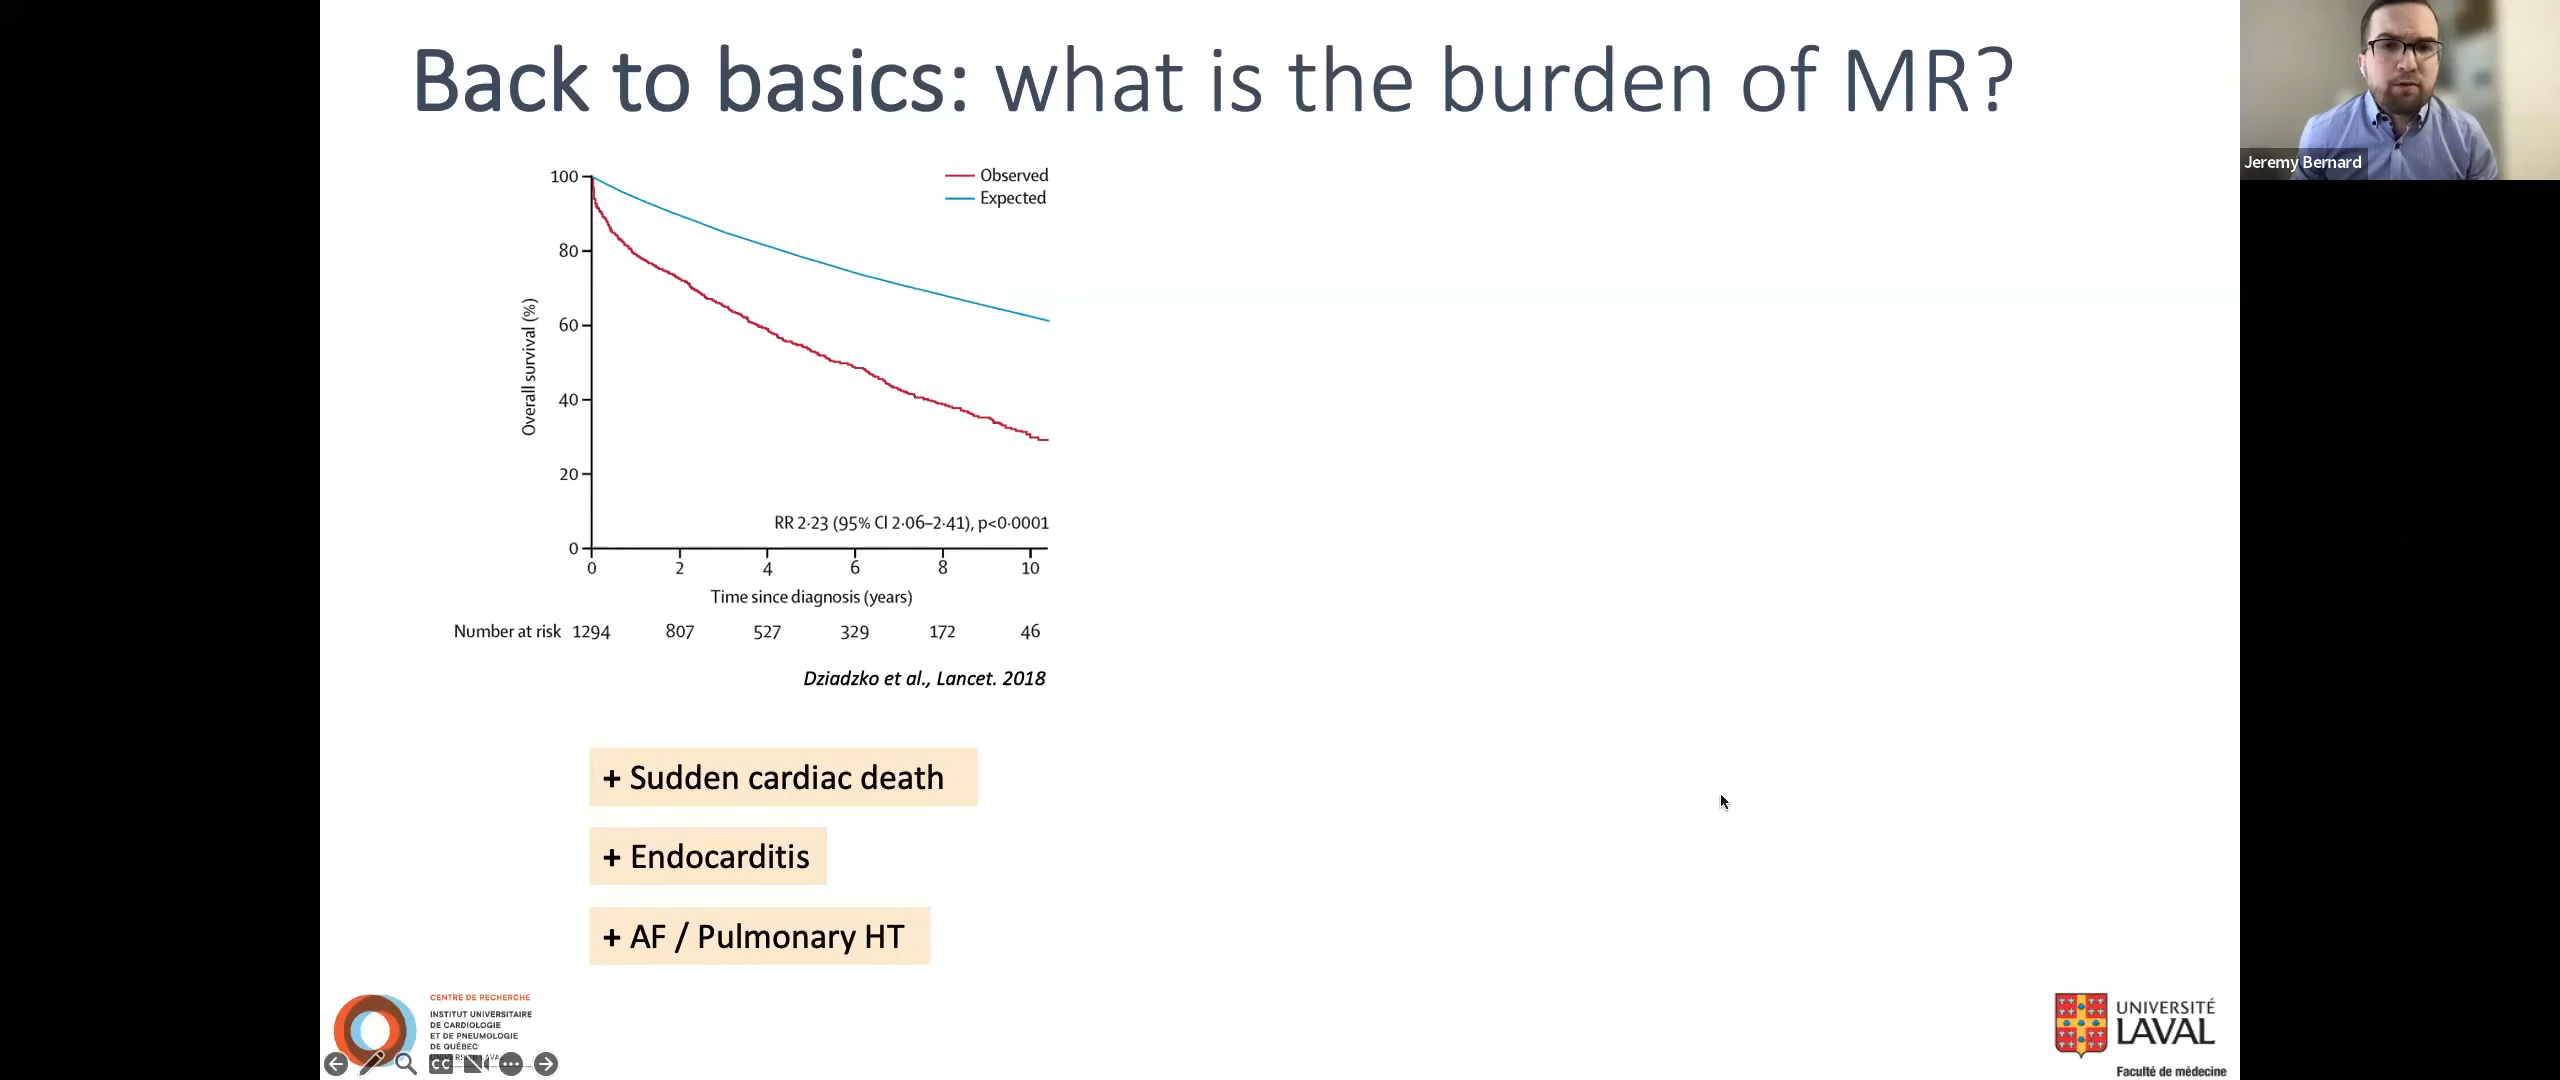 Back to basics: what is the burden of MR?
Jeremy Bernard
Observed
Expected
100
80
60
40
20
0
Overall survival (%)
RR 2·23 (95% CI 2·06–2·41), p<0·0001
0 2 4 6 8 10
Time since diagnosis (years)
Number at risk 1294 807 527 329 172 46
Dziadzko et al., Lancet. 2018
+ Sudden cardiac death
+ Endocarditis
+ AF / Pulmonary HT
CENTRE DE RECHERCHE
INSTITUT UNIVERSITAIRE
DE CARDIOLOGIE
ET DE PNEUMOLOGIE
DE QUÉBEC
UNIVERSITÉ LAVAL
CC
UNIVERSITÉ
LAVAL
Faculté de médecine